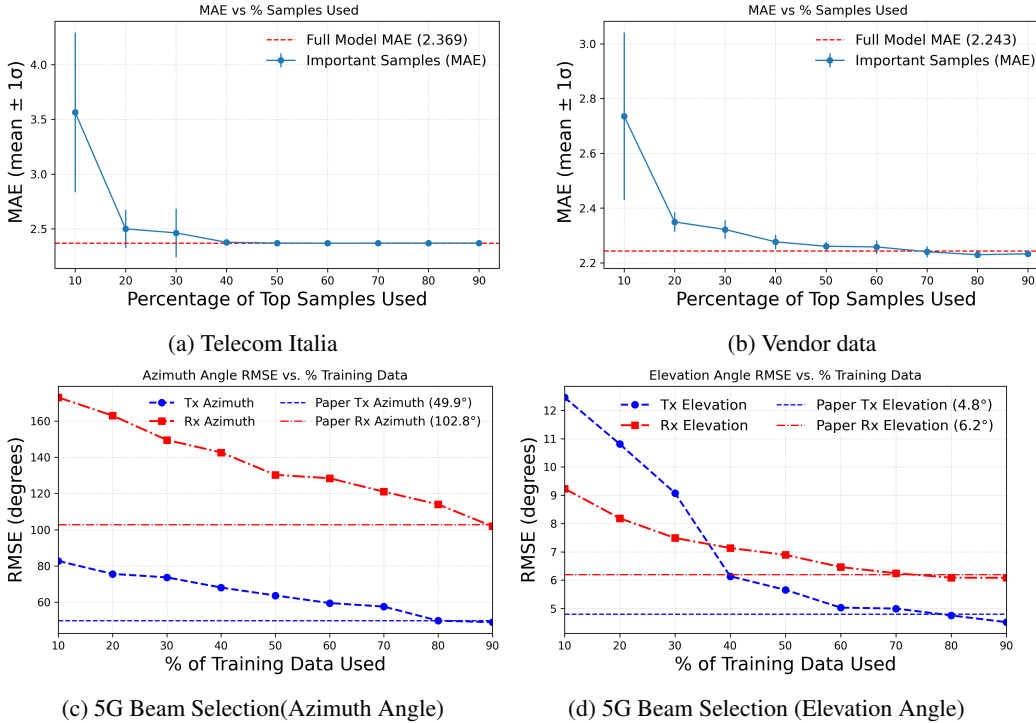 MAE vs % Samples Used
Full Model MAE (2.369)
Important Samples (MAE)
MAE (mean ± 1σ)
4.0
3.5
3.0
2.5
10 20 30 40 50 60 70 80 90
Percentage of Top Samples Used
(a) Telecom Italia
MAE vs % Samples Used
Full Model MAE (2.243)
Important Samples (MAE)
MAE (mean ± 1σ)
3.0
2.8
2.6
2.4
2.2
10 20 30 40 50 60 70 80 90
Percentage of Top Samples Used
(b) Vendor data
Azimuth Angle RMSE vs. % Training Data
Tx Azimuth
Rx Azimuth
Paper Tx Azimuth (49.9°)
Paper Rx Azimuth (102.8°)
RMSE (degrees)
160
140
120
100
80
60
10 20 30 40 50 60 70 80 90
% of Training Data Used
(c) 5G Beam Selection(Azimuth Angle)
Elevation Angle RMSE vs. % Training Data
Tx Elevation
Rx Elevation
Paper Tx Elevation (4.8°)
Paper Rx Elevation (6.2°)
RMSE (degrees)
12
11
10
9
8
7
6
5
10 20 30 40 50 60 70 80 90
% of Training Data Used
(d) 5G Beam Selection (Elevation Angle)